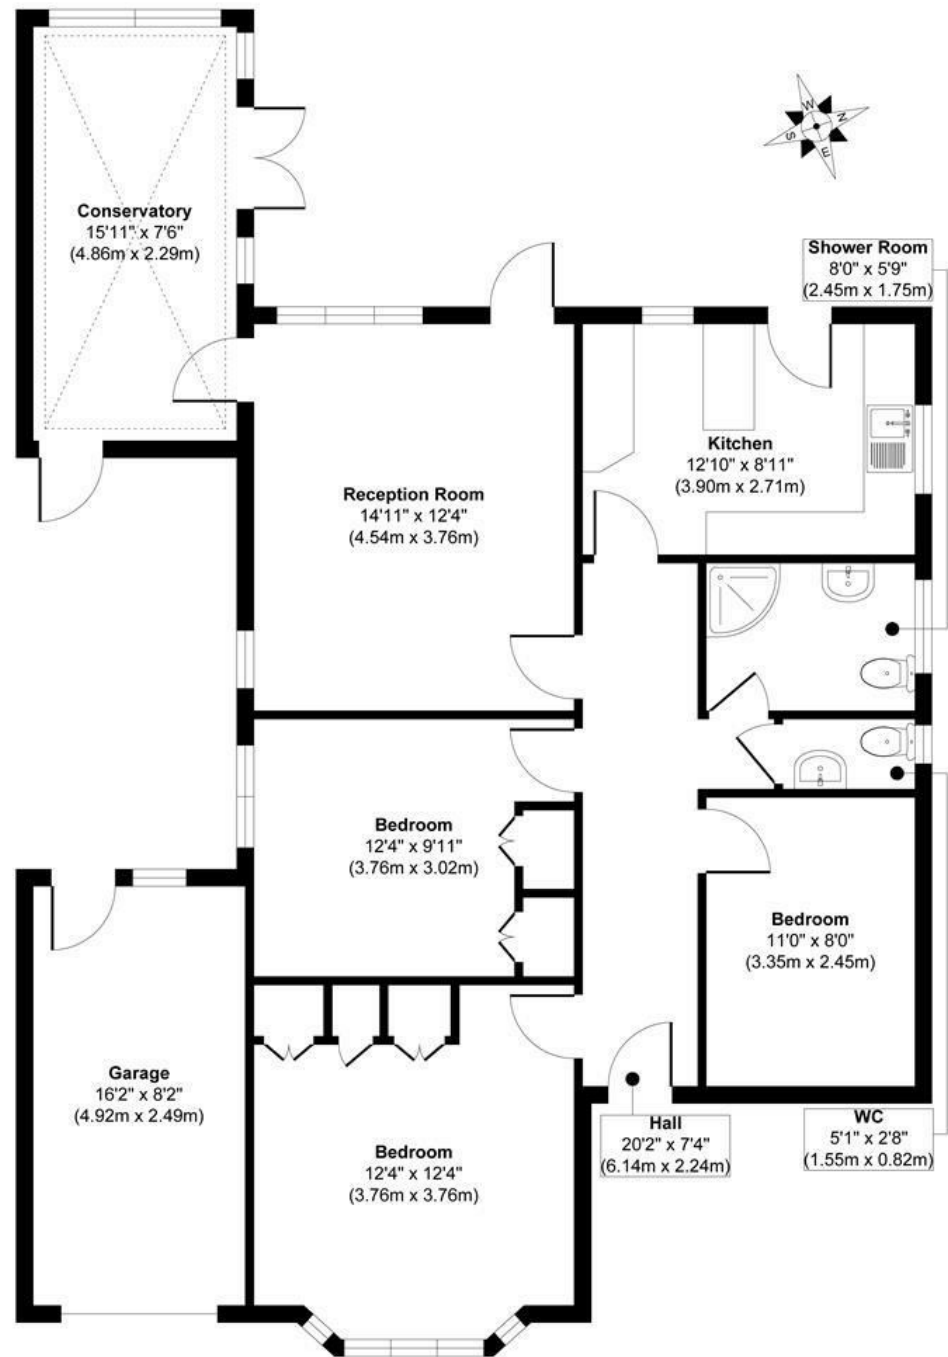 Conservatory
15'11" x 7'6"
(4.86m x 2.29m)
W
N
S
E
Shower Room
8'0" x 5'9"
(2.45m x 1.75m)
Kitchen
12'10" x 8'11"
(3.90m x 2.71m)
Reception Room
14'11" x 12'4"
(4.54m x 3.76m)
Bedroom
12'4" x 9'11"
(3.76m x 3.02m)
Bedroom
11'0" x 8'0"
(3.35m x 2.45m)
Garage
16'2" x 8'2"
(4.92m x 2.49m)
Bedroom
12'4" x 12'4"
(3.76m x 3.76m)
Hall
20'2" x 7'4"
(6.14m x 2.24m)
WC
5'1" x 2'8"
(1.55m x 0.82m)